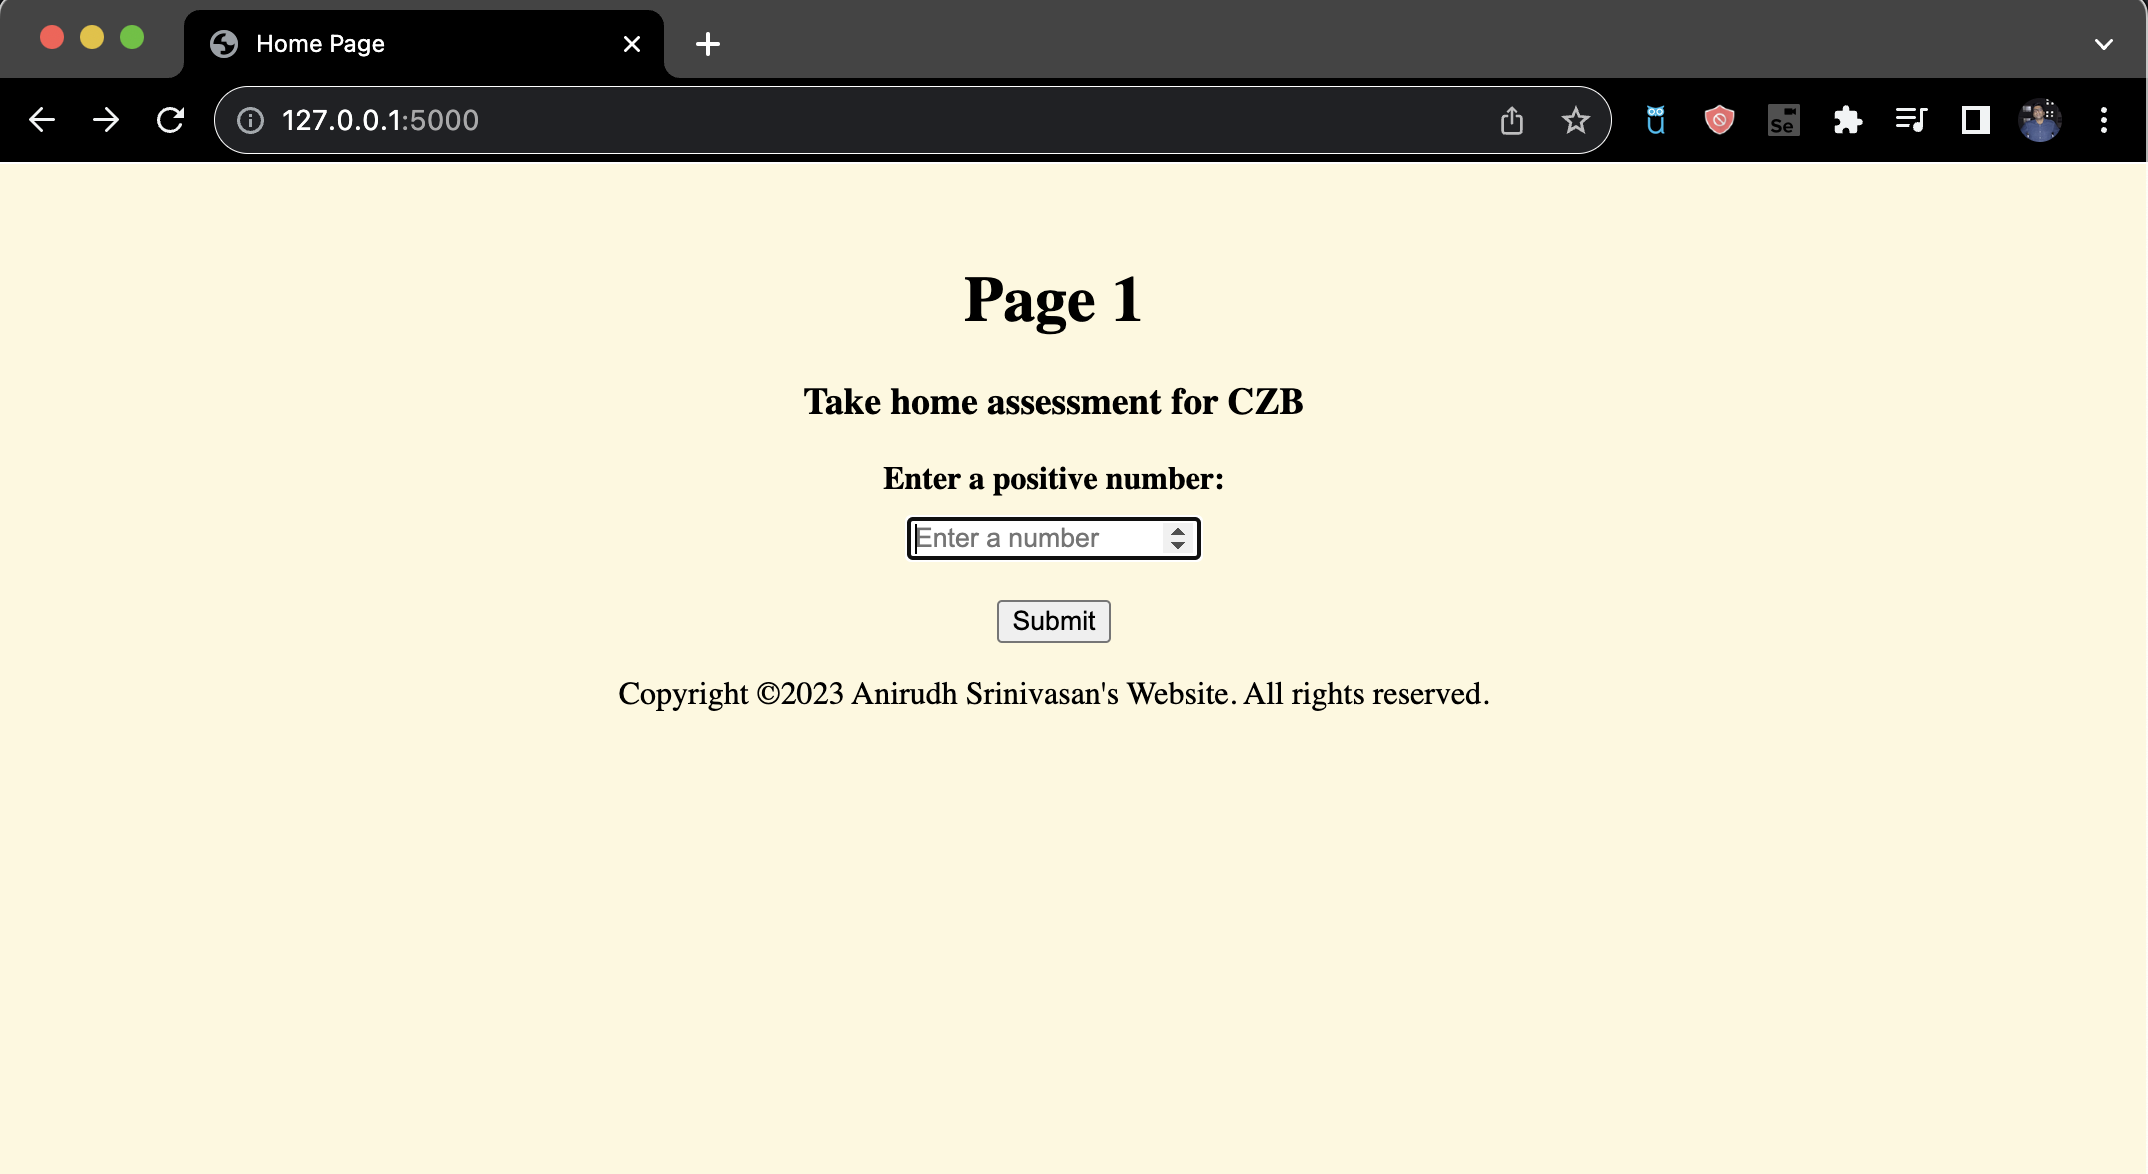 Home Page
127.0.0.1:5000
Se
Page 1
Take home assessment for CZB
Enter a positive number:
Enter a number
Submit
Copyright ©2023 Anirudh Srinivasan's Website. All rights reserved.